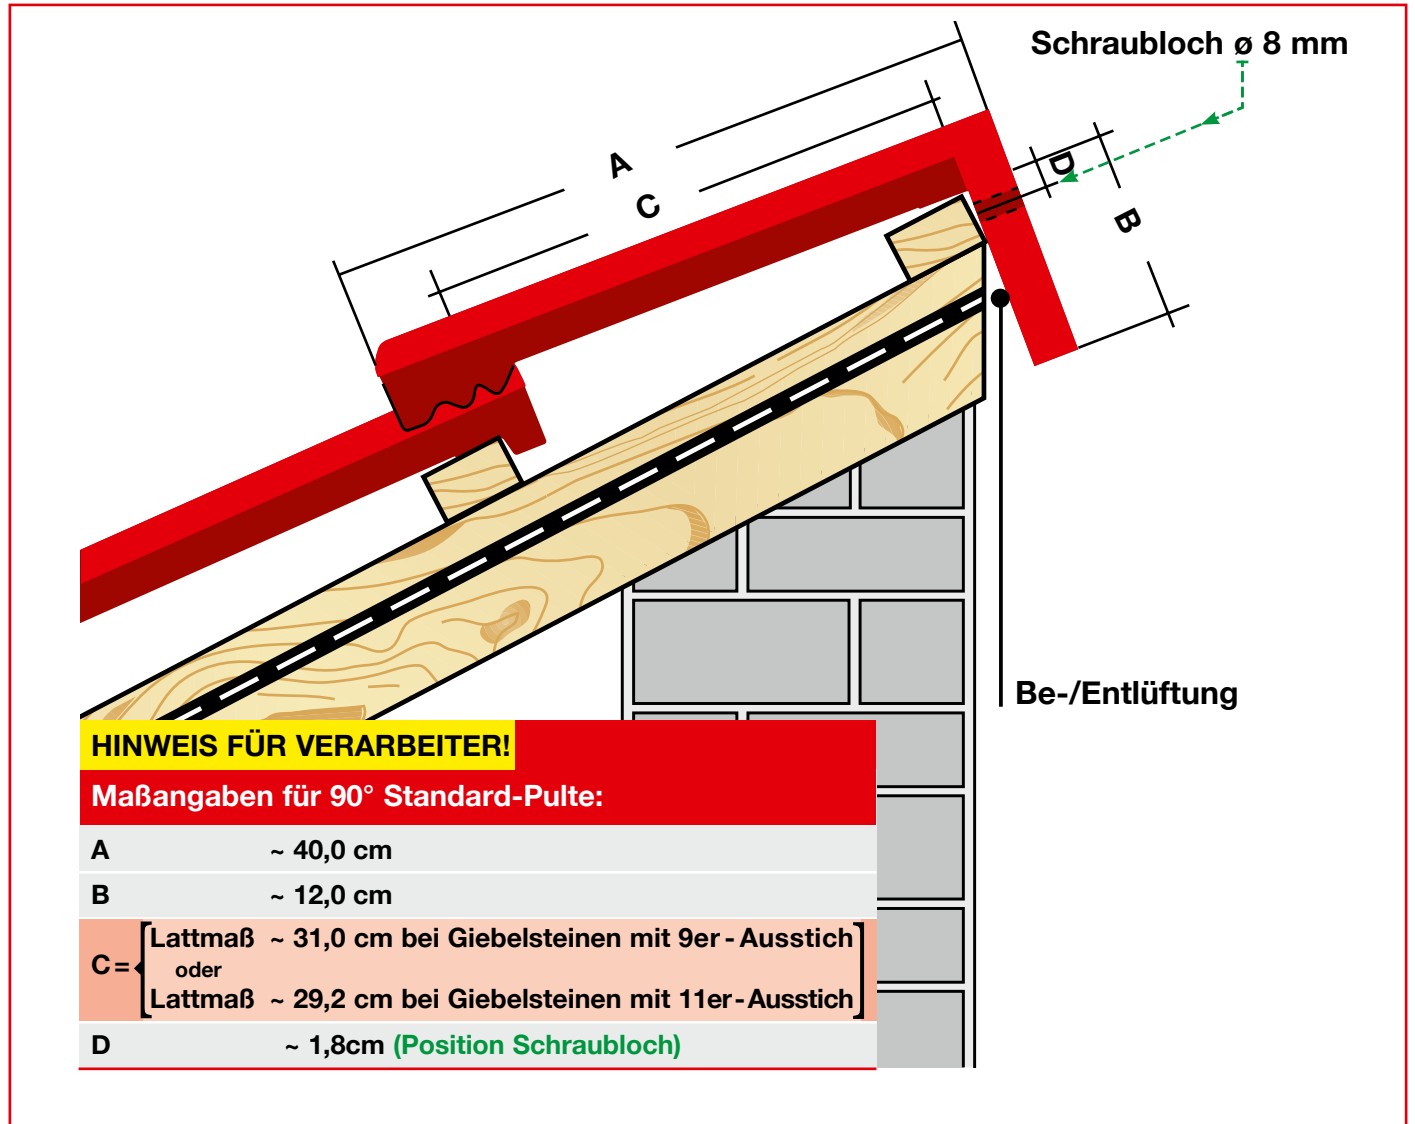 Schraubloch ø 8 mm
A
C
D
B
Be-/Entlüftung
HINWEIS FÜR VERARBEITER!
Maßangaben für 90° Standard-Pulte:
A ~ 40,0 cm
B ~ 12,0 cm
C = Lattmaß ~ 31,0 cm bei Giebelsteinen mit 9er - Ausstich
oder
Lattmaß ~ 29,2 cm bei Giebelsteinen mit 11er - Ausstich
D ~ 1,8cm (Position Schraubloch)